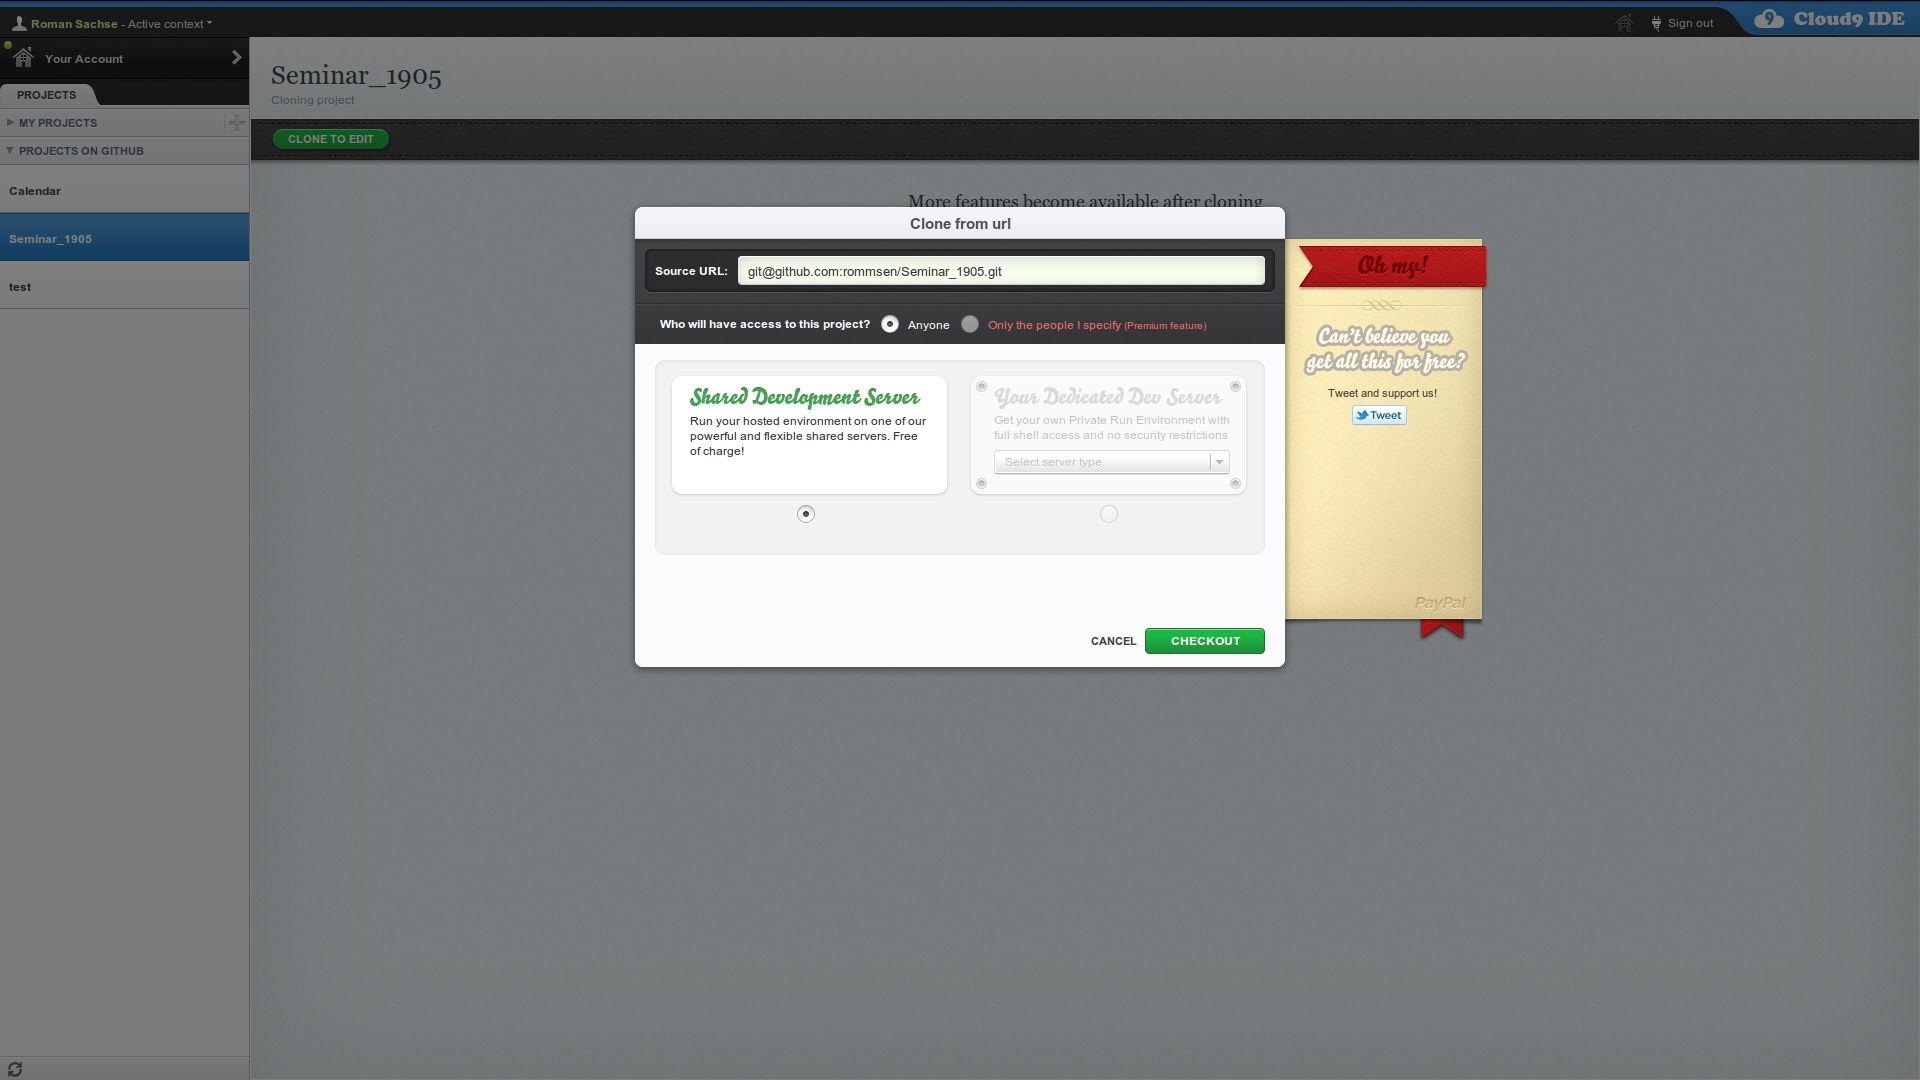 Roman Sachse - Active context
Sign out
Cloud9 IDE
Your Account
PROJECTS
MY PROJECTS
PROJECTS ON GITHUB
Calendar
Seminar_1905
test
Seminar_1905
Cloning project
CLONE TO EDIT
More features become available after cloning
Clone from url
Source URL:
git@github.com:rommsen/Seminar_1905.git
Who will have access to this project?
Anyone
Only the people I specify (Premium feature)
Shared Development Server
Run your hosted environment on one of our
powerful and flexible shared servers. Free
of charge!
Your Dedicated Dev Server
Get your own Private Run Environment with
full shell access and no security restrictions
Select server type
CANCEL
CHECKOUT
Oh my!
Can't believe you
get all this for free?
Tweet and support us!
Tweet
PayPal